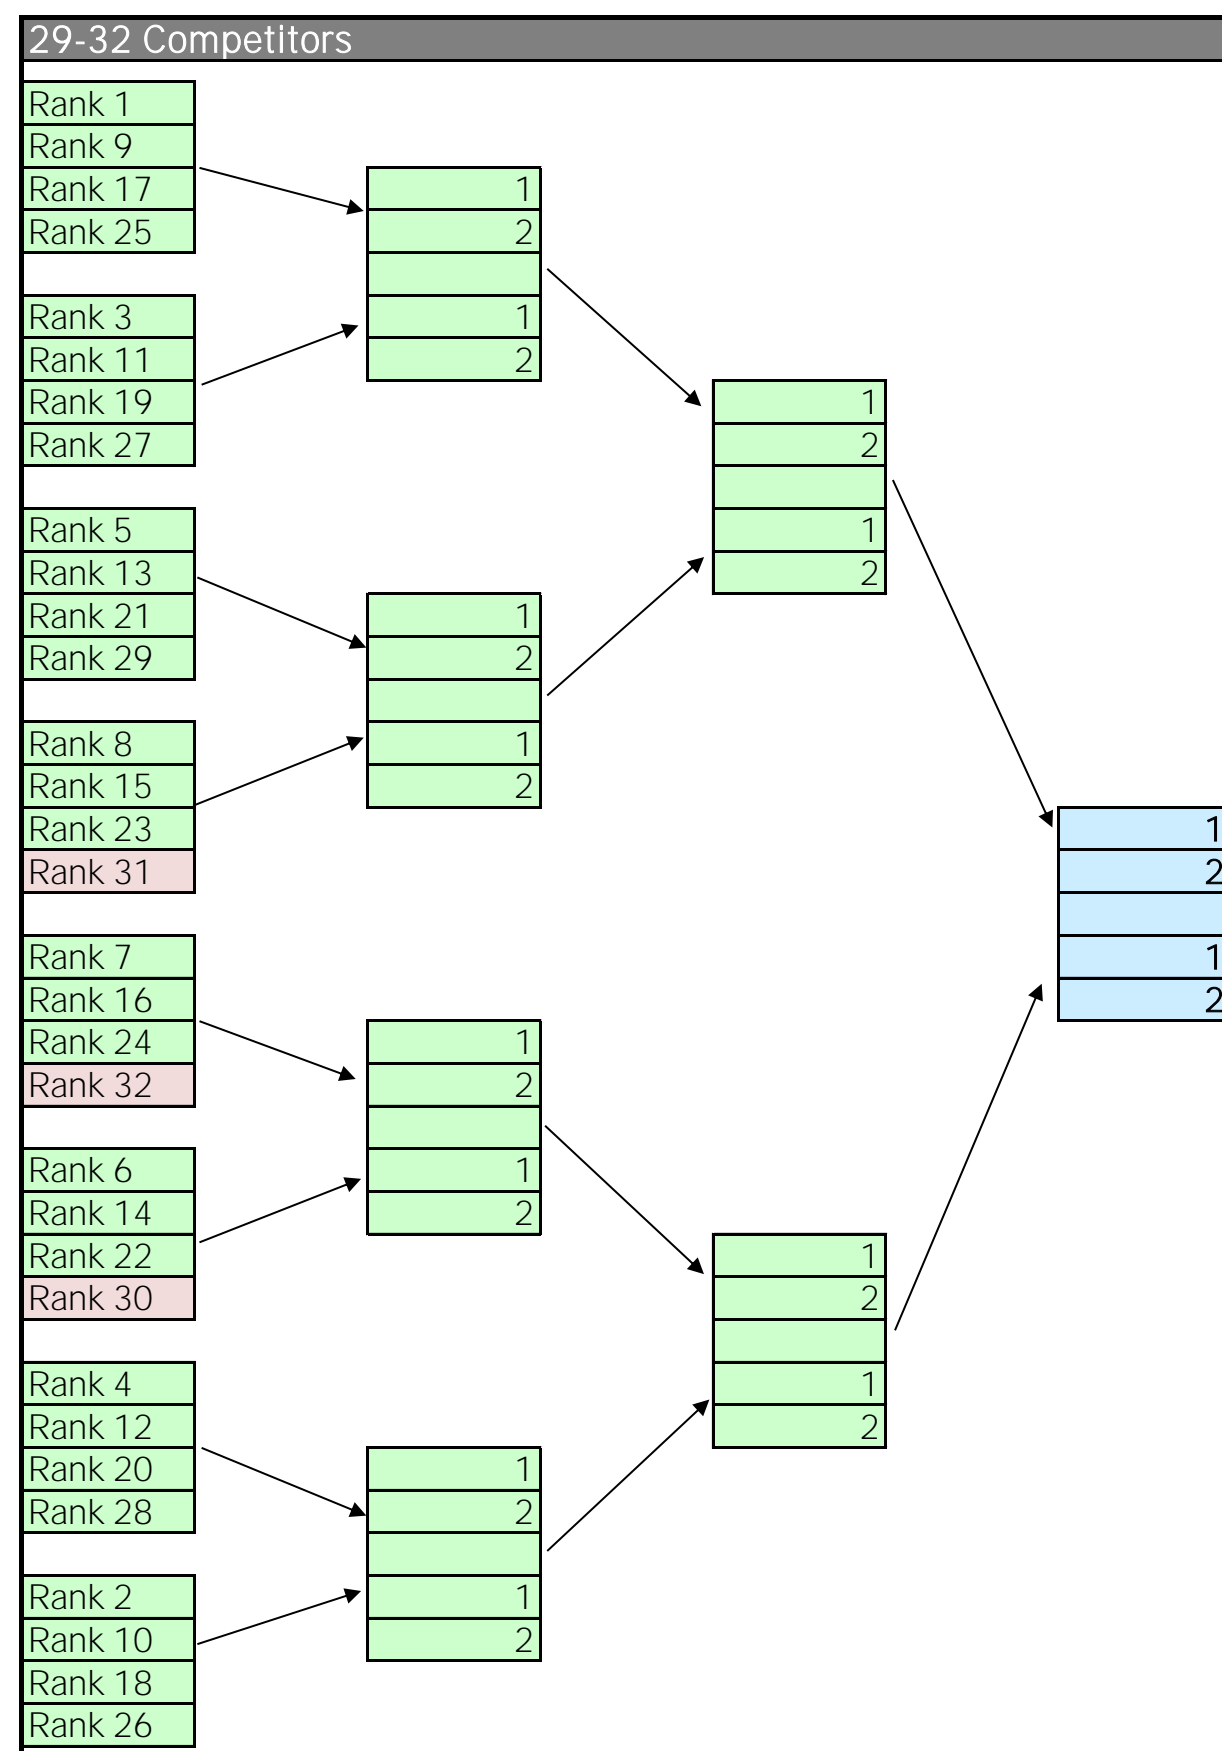 29-32 Competitors
Rank 1
Rank 9
Rank 17
Rank 25
Rank 3
Rank 11
Rank 19
Rank 27
Rank 5
Rank 13
Rank 21
Rank 29
Rank 8
Rank 15
Rank 23
Rank 31
Rank 7
Rank 16
Rank 24
Rank 32
Rank 6
Rank 14
Rank 22
Rank 30
Rank 4
Rank 12
Rank 20
Rank 28
Rank 2
Rank 10
Rank 18
Rank 26
1
2
1
2
1
2
1
2
1
2
1
2
1
2
1
2
1
2
1
2
1
2
1
2
1
2
1
2